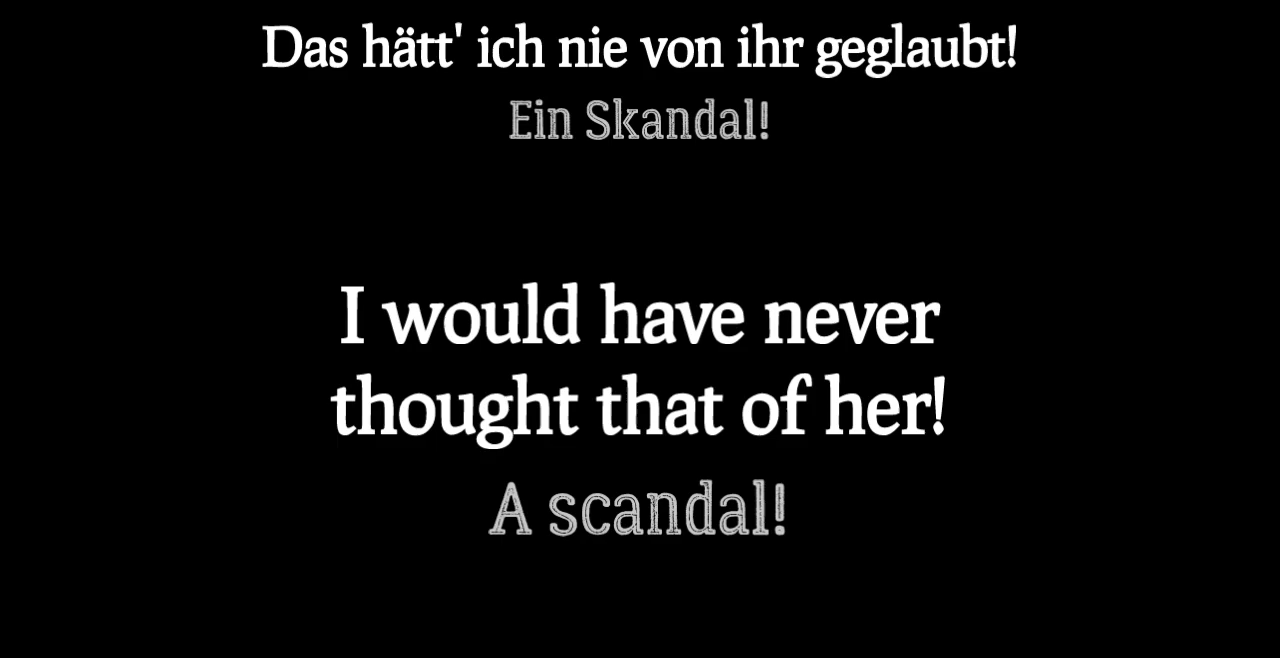 Das hätt' ich nie von ihr geglaubt!
Ein Skandal!
I would have never
thought that of her!
A scandal!